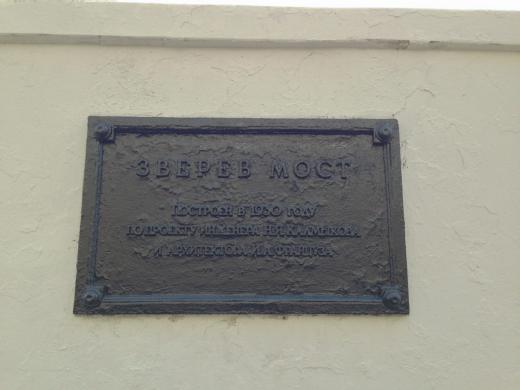 ЗВЕРЕВ МОСТ
ПОСТРОЕН В 1930 ГОДУ
ПО ПРОЕКТУ ИНЖЕНЕРА Н.Я. КАЛМЫКОВА
И АРХИТЕКТОРА И.А. ФРАНЦУЗА